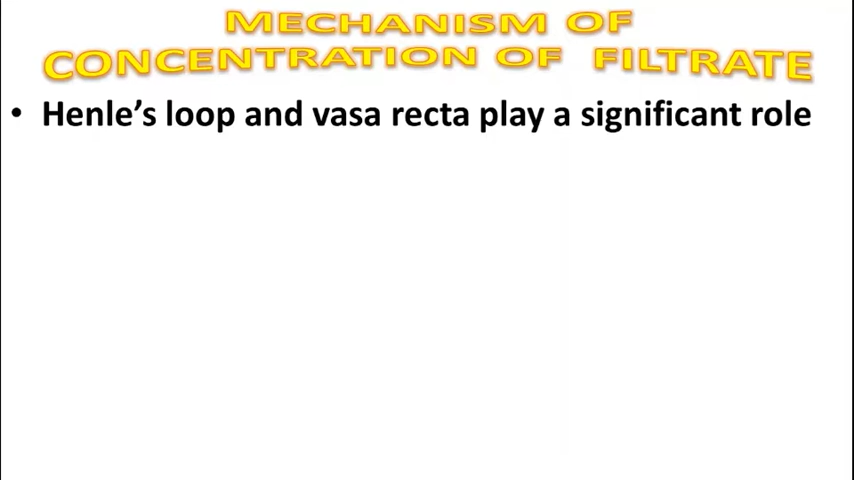 MECHANISM OF
CONCENTRATION OF FILTRATE
• Henle's loop and vasa recta play a significant role